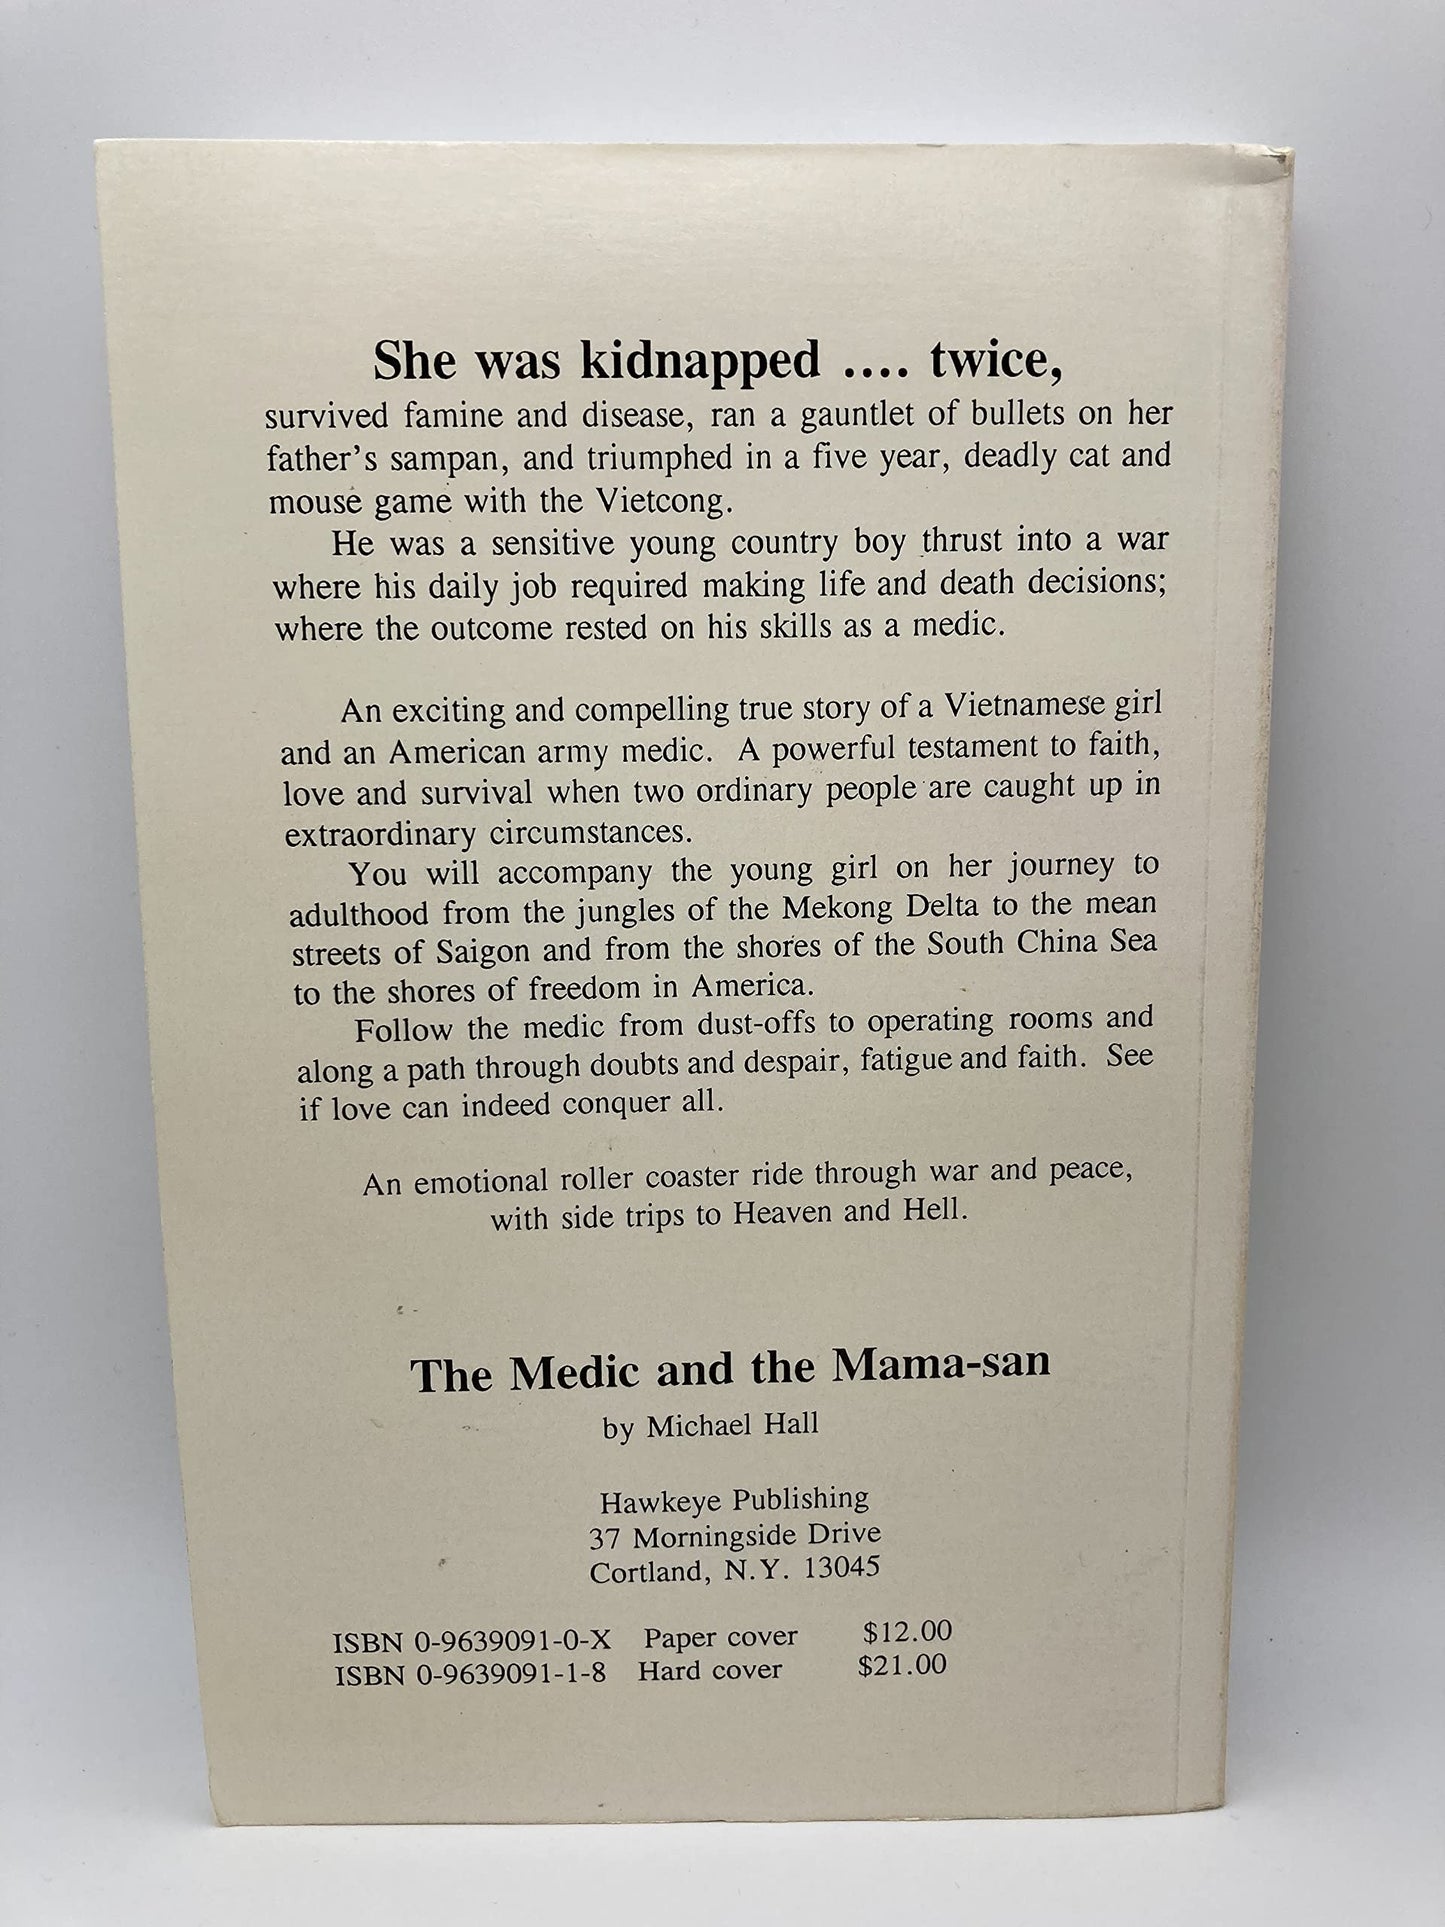 She was kidnapped .... twice,
survived famine and disease, ran a gauntlet of bullets on her
father's sampan, and triumphed in a five year, deadly cat and
mouse game with the Vietcong.
He was a sensitive young country boy thrust into a war
where his daily job required making life and death decisions;
where the outcome rested on his skills as a medic.
An exciting and compelling true story of a Vietnamese girl
and an American army medic. A powerful testament to faith,
love and survival when two ordinary people are caught up in
extraordinary circumstances.
You will accompany the young girl on her journey to
adulthood from the jungles of the Mekong Delta to the mean
streets of Saigon and from the shores of the South China Sea
to the shores of freedom in America.
Follow the medic from dust-offs to operating rooms and
along a path through doubts and despair, fatigue and faith. See
if love can indeed conquer all.
An emotional roller coaster ride through war and peace,
with side trips to Heaven and Hell.
The Medic and the Mama-san
by Michael Hall
Hawkeye Publishing
37 Morningside Drive
Cortland, N.Y. 13045
ISBN 0-9639091-0-X Paper cover $12.00
ISBN 0-9639091-1-8 Hard cover $21.00